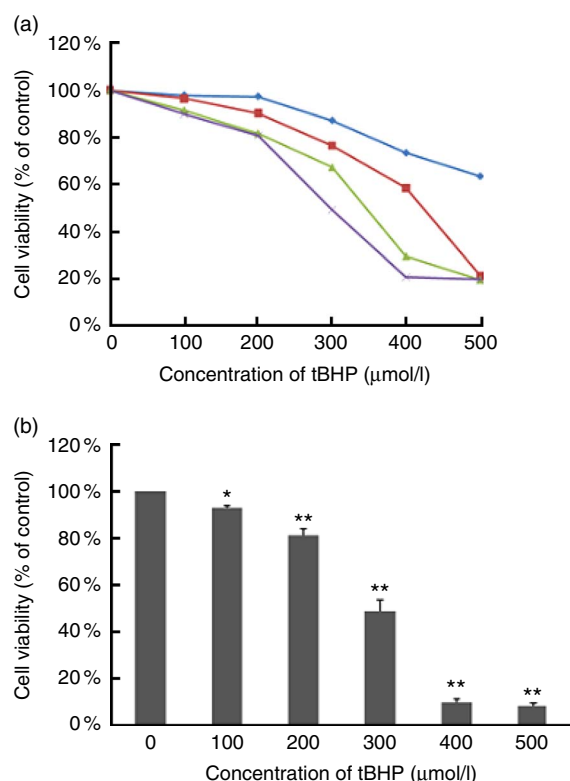 (a)
120 %
100 %
80 %
60 %
40 %
20 %
0 %
Cell viability (% of control)
0 100 200 300 400 500
Concentration of tBHP (μmol/l)
(b)
120 %
100 %
80 %
60 %
40 %
20 %
0 %
Cell viability (% of control)
* ** ** ** **
0 100 200 300 400 500
Concentration of tBHP (μmol/l)